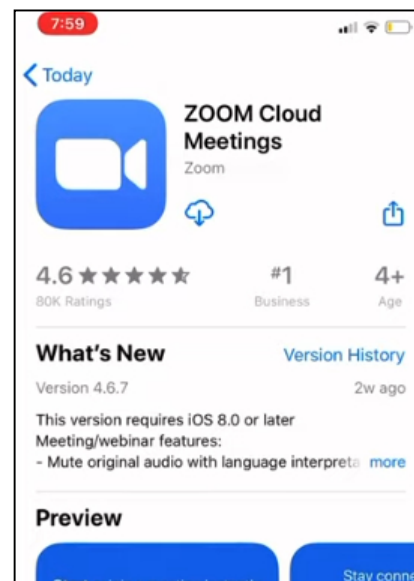 7:59
Today
ZOOM Cloud
Meetings
Zoom
4.6 #1 4+
80K Ratings Business Age
What's New Version History
Version 4.6.7 2w ago
This version requires iOS 8.0 or later
Meeting/webinar features:
- Mute original audio with language interpreta more
Preview
Stay conne